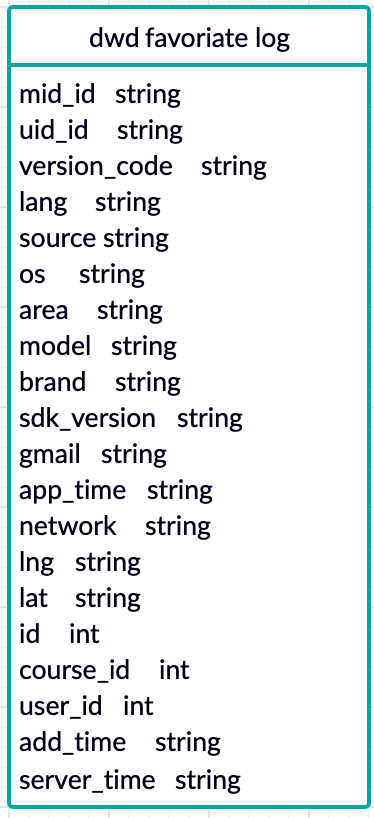 dwd favoriate log
mid_id string
uid_id string
version_code string
lang string
source string
os string
area string
model string
brand string
sdk_version string
gmail string
app_time string
network string
lng string
lat string
id int
course_id int
user_id int
add_time string
server_time string